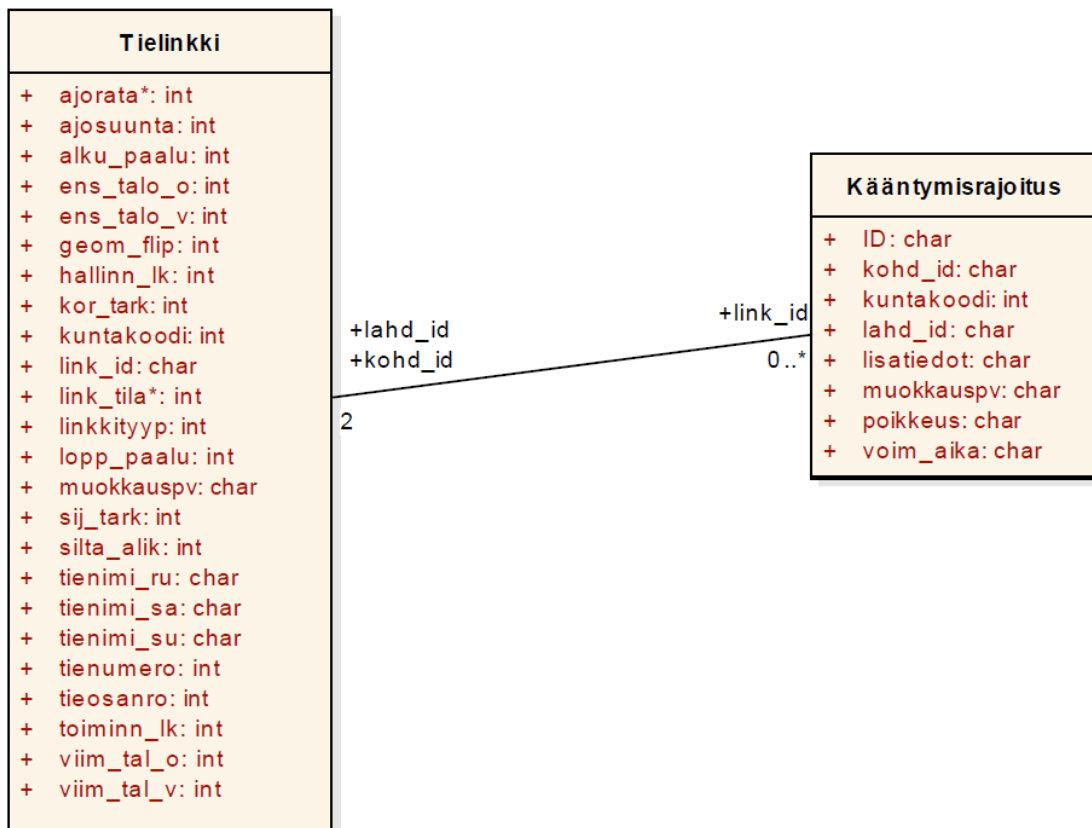 Tielinkki
+ ajorata*: int
+ ajosuunta: int
+ alku_paalu: int
+ ens_talo_o: int
+ ens_talo_v: int
+ geom_flip: int
+ hallinn_lk: int
+ kor_tark: int
+ kuntakoodi: int
+ link_id: char
+ link_tila*: int
+ linkkityyp: int
+ lopp_paalu: int
+ muokkauspv: char
+ sij_tark: int
+ silta_alik: int
+ tienimi_ru: char
+ tienimi_sa: char
+ tienimi_su: char
+ tienumero: int
+ tieosanro: int
+ toiminn_lk: int
+ viim_tal_o: int
+ viim_tal_v: int
+lahd_id
+kohd_id
2
+link_id
0..*
Kääntymisrajoitus
+ ID: char
+ kohd_id: char
+ kuntakoodi: int
+ lahd_id: char
+ lisatiedot: char
+ muokkauspv: char
+ poikkeus: char
+ voim_aika: char